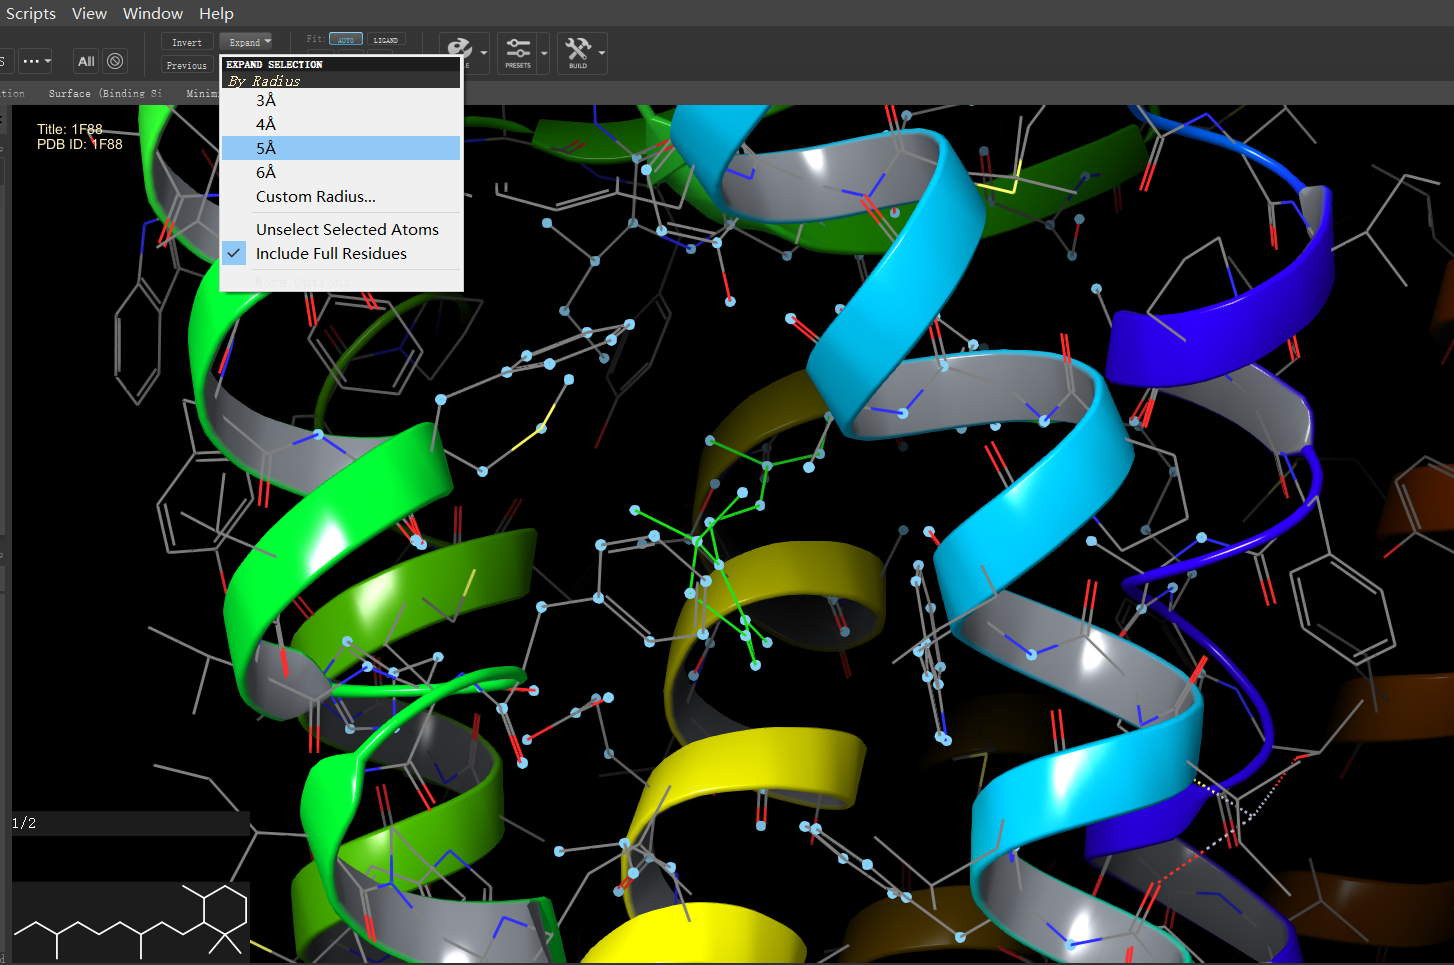 Scripts View Window Help
Invert Expand Fit: AUTO LIGAND
S ... All PRESETS BUILD
Previous
EXPAND SELECTION
By Radius
3Å
4Å
5Å
6Å
Custom Radius...
Unselect Selected Atoms
Include Full Residues
More Options
Surface (Binding Si
Title: 1F88
PDB ID: 1F88
1/2